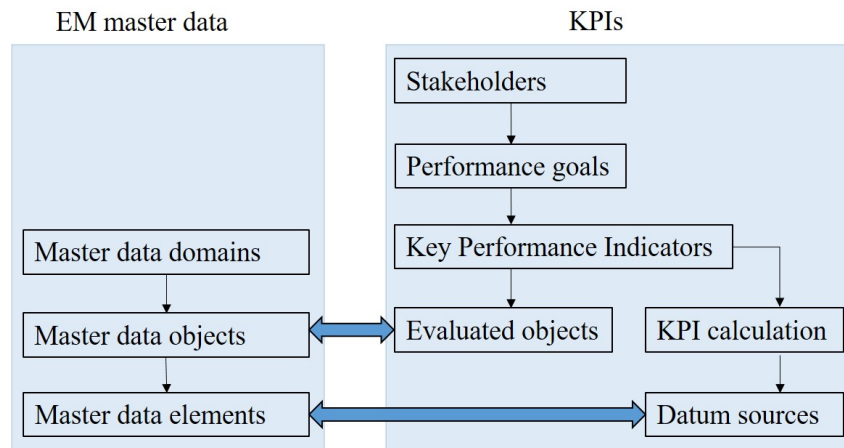 EM master data
KPIs
Stakeholders
Performance goals
Master data domains
Key Performance Indicators
Master data objects
Evaluated objects
KPI calculation
Master data elements
Datum sources